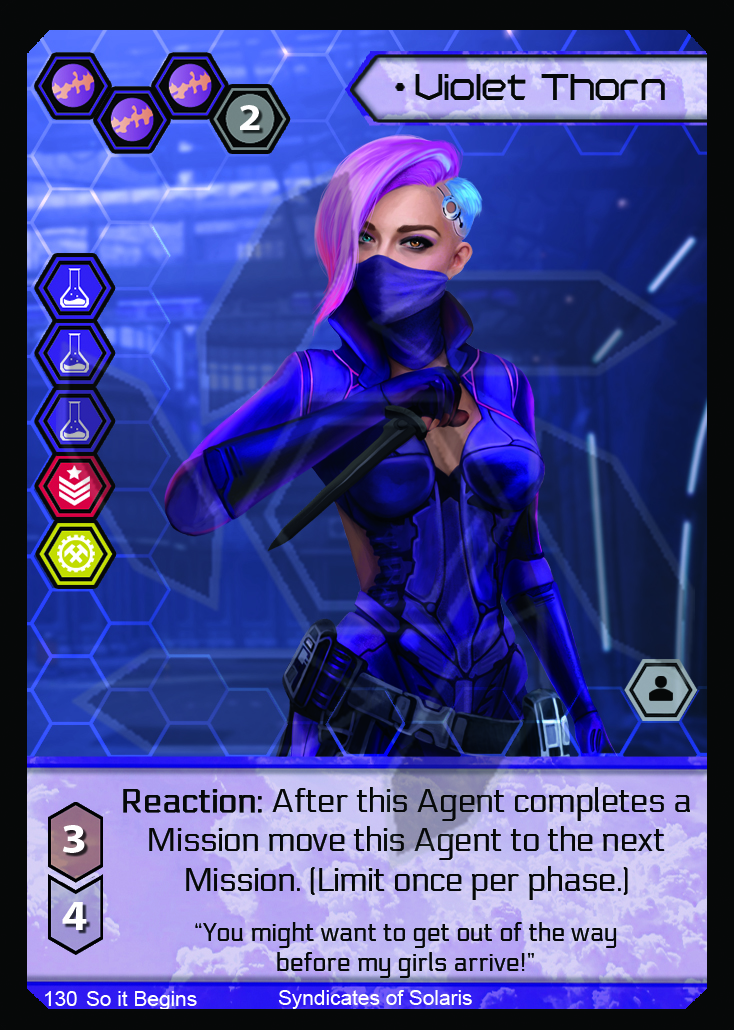 2
• Violet Thorn
3
4
Reaction: After this Agent completes a
Mission move this Agent to the next
Mission. (Limit once per phase.)
“You might want to get out of the way
before my girls arrive!”
130 So it Begins
Syndicates of Solaris